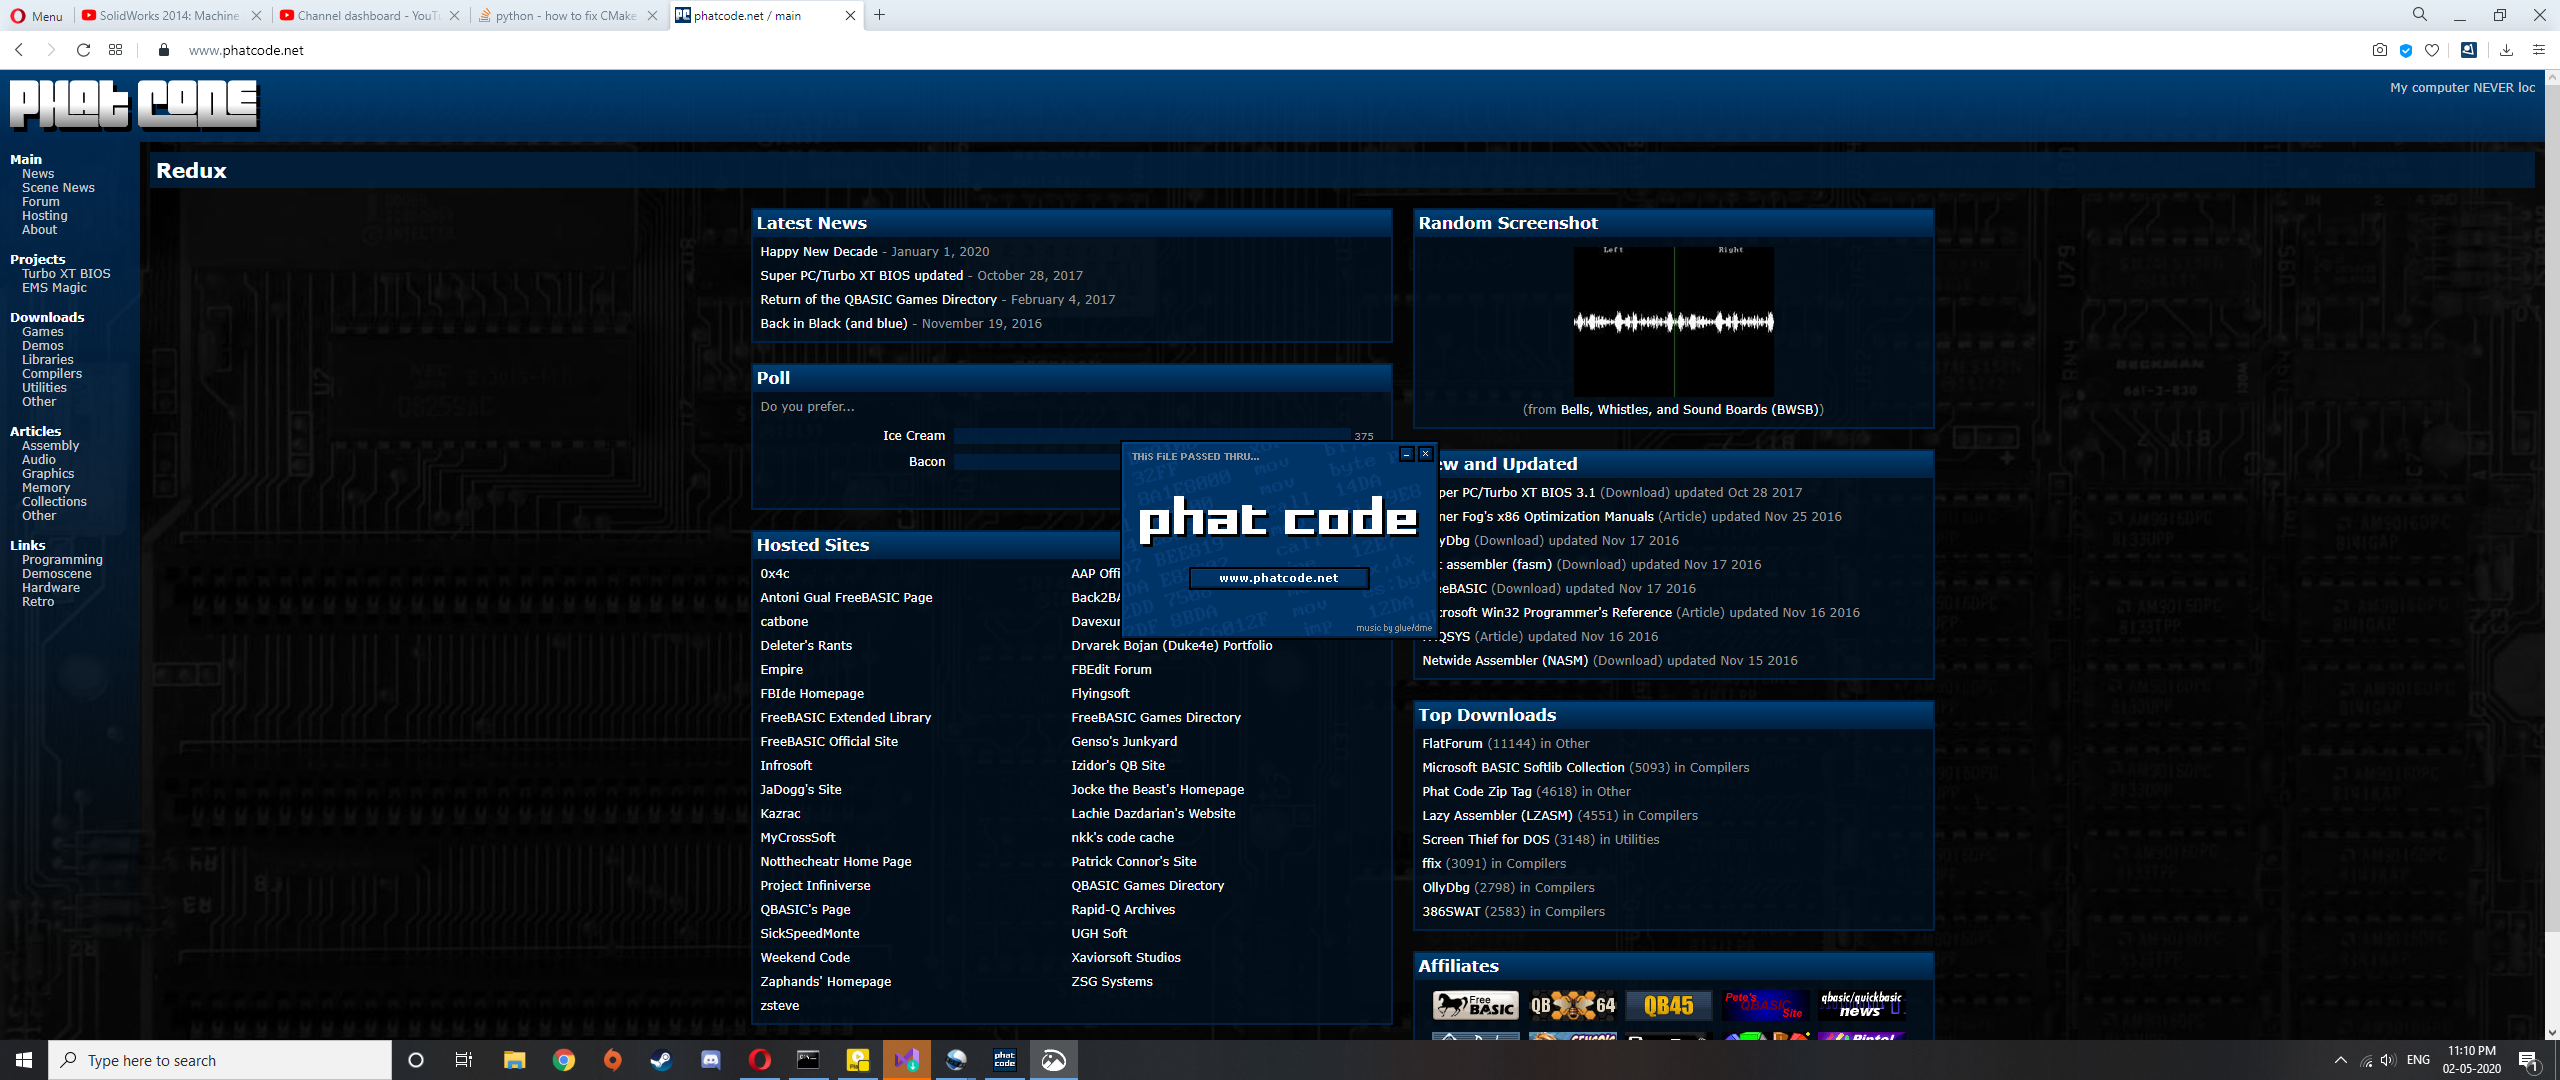 Menu
SolidWorks 2014: Machine
Channel dashboard - YouTu
python - how to fix CMake
phatcode.net / main
www.phatcode.net
phat code
My computer NEVER loc
Main
News
Scene News
Forum
Hosting
About
Projects
Turbo XT BIOS
EMS Magic
Downloads
Games
Demos
Libraries
Compilers
Utilities
Other
Articles
Assembly
Audio
Graphics
Memory
Collections
Other
Links
Programming
Demoscene
Hardware
Retro
Redux
Latest News
Happy New Decade - January 1, 2020
Super PC/Turbo XT BIOS updated - October 28, 2017
Return of the QBASIC Games Directory - February 4, 2017
Back in Black (and blue) - November 19, 2016
Poll
Do you prefer...
Ice Cream 375
Bacon
Hosted Sites
0x4c
AAP Offi
Antoni Gual FreeBASIC Page
Back2BA
catbone
Davexun
Deleter's Rants
Drvarek Bojan (Duke4e) Portfolio
Empire
FBEdit Forum
FBIde Homepage
Flyingsoft
FreeBASIC Extended Library
FreeBASIC Games Directory
FreeBASIC Official Site
Genso's Junkyard
Infrosoft
Izidor's QB Site
JaDogg's Site
Jocke the Beast's Homepage
Kazrac
Lachie Dazdarian's Website
MyCrossSoft
nkk's code cache
Notthecheatr Home Page
Patrick Connor's Site
Project Infiniverse
QBASIC Games Directory
QBASIC's Page
Rapid-Q Archives
SickSpeedMonte
UGH Soft
Weekend Code
Xaviorsoft Studios
Zaphands' Homepage
ZSG Systems
zsteve
THiS FiLE PASSED THRU...
phat code
www.phatcode.net
music by glue/dme
Random Screenshot
Left Right
(from Bells, Whistles, and Sound Boards (BWSB))
ew and Updated
per PC/Turbo XT BIOS 3.1 (Download) updated Oct 28 2017
ner Fog's x86 Optimization Manuals (Article) updated Nov 25 2016
yDbg (Download) updated Nov 17 2016
t assembler (fasm) (Download) updated Nov 17 2016
eeBASIC (Download) updated Nov 17 2016
crosoft Win32 Programmer's Reference (Article) updated Nov 16 2016
QSYS (Article) updated Nov 16 2016
Netwide Assembler (NASM) (Download) updated Nov 15 2016
Top Downloads
FlatForum (11144) in Other
Microsoft BASIC Softlib Collection (5093) in Compilers
Phat Code Zip Tag (4618) in Other
Lazy Assembler (LZASM) (4551) in Compilers
Screen Thief for DOS (3148) in Utilities
ffix (3091) in Compilers
OllyDbg (2798) in Compilers
386SWAT (2583) in Compilers
Affiliates
Free BASIC
QB 64
QB45
Pete's QBASIC Site
qbasic/quickbasic news
Type here to search
phat code
ENG
11:10 PM
02-05-2020
1